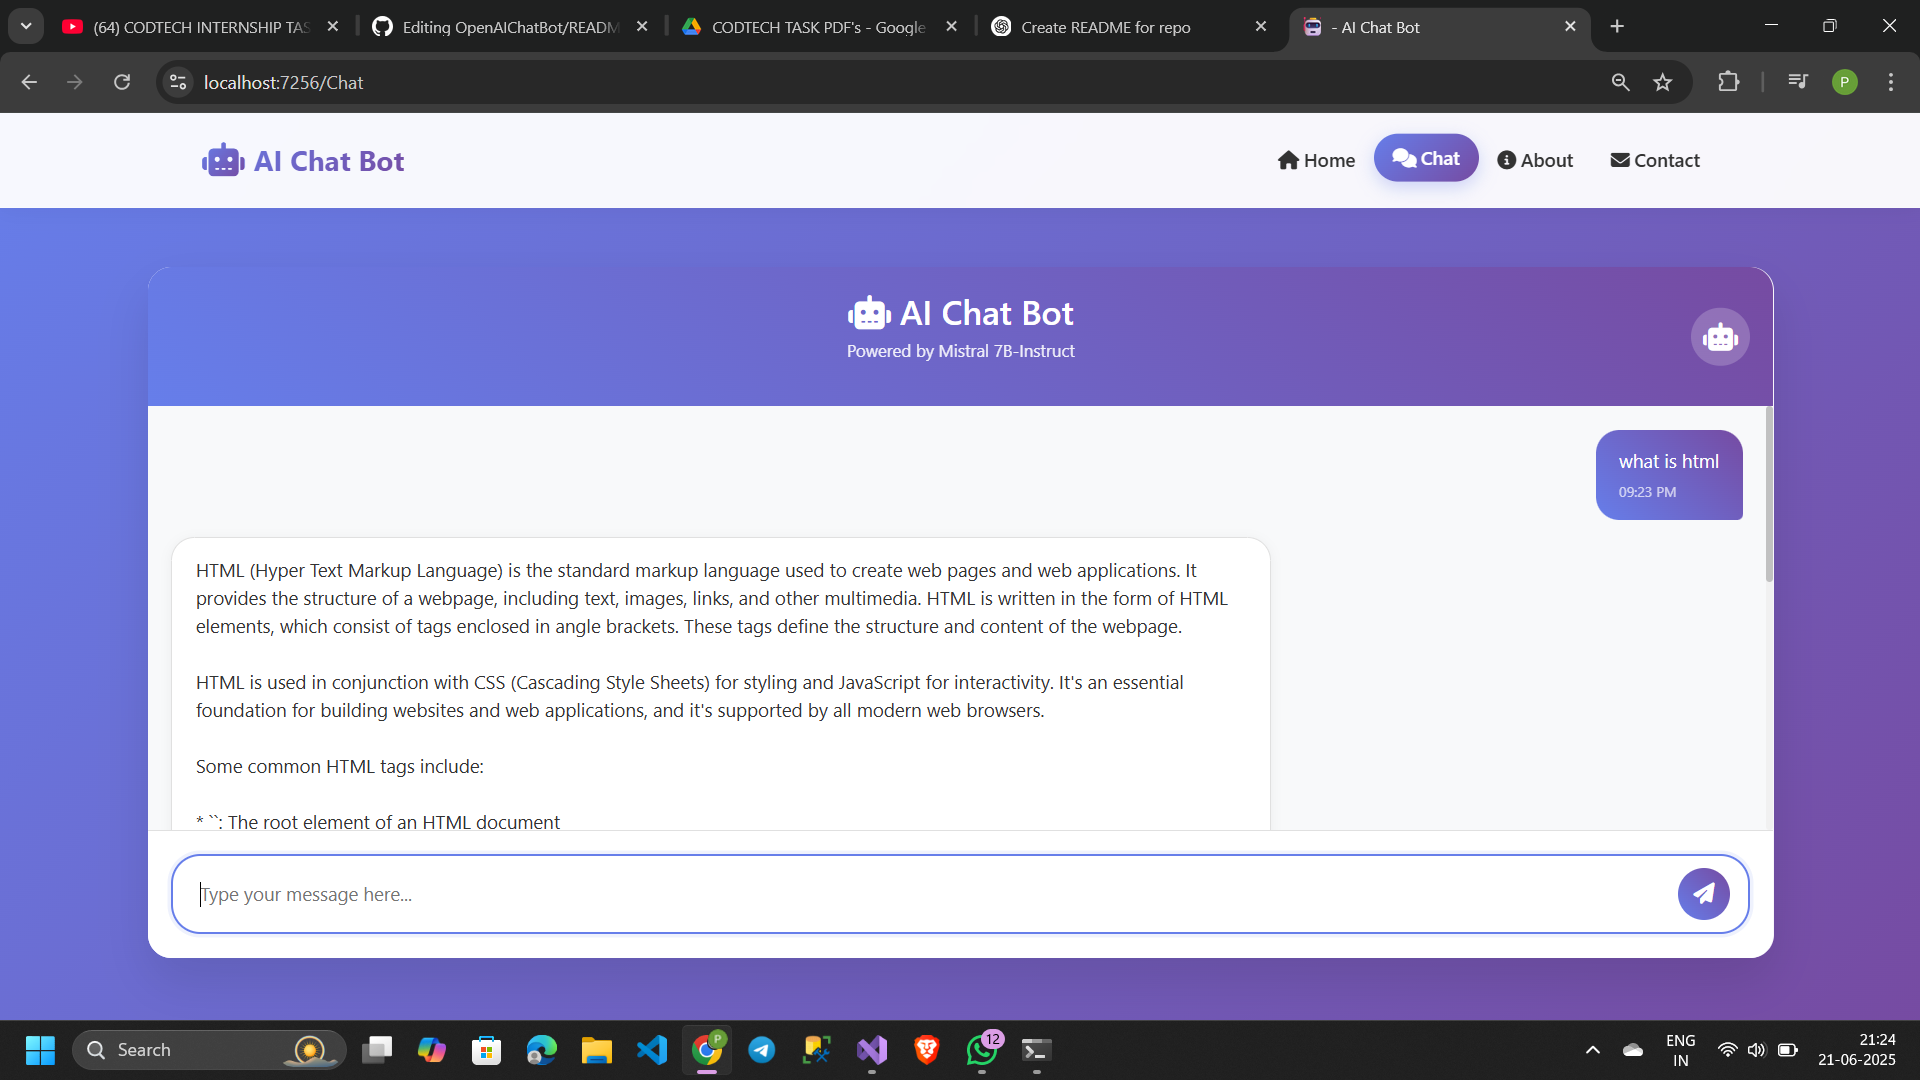 (64) CODTECH INTERNSHIP TAS
Editing OpenAIChatBot/READM
CODTECH TASK PDF's - Google
Create README for repo
- AI Chat Bot
localhost:7256/Chat
P
AI Chat Bot
Home
Chat
About
Contact
AI Chat Bot
Powered by Mistral 7B-Instruct
what is html
09:23 PM
HTML (Hyper Text Markup Language) is the standard markup language used to create web pages and web applications. It
provides the structure of a webpage, including text, images, links, and other multimedia. HTML is written in the form of HTML
elements, which consist of tags enclosed in angle brackets. These tags define the structure and content of the webpage.
HTML is used in conjunction with CSS (Cascading Style Sheets) for styling and JavaScript for interactivity. It's an essential
foundation for building websites and web applications, and it's supported by all modern web browsers.
Some common HTML tags include:
* ``: The root element of an HTML document
Type your message here...
Search
P
12
ENG
IN
21:24
21-06-2025